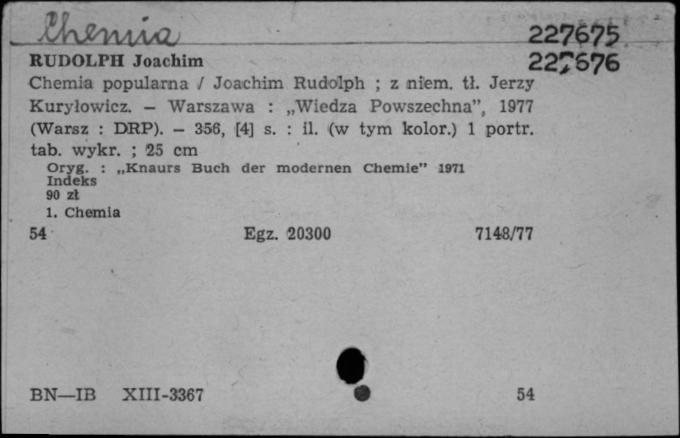 Chemia
227675
RUDOLPH Joachim
227676
Chemia popularna / Joachim Rudolph ; z niem. tł. Jerzy
Kuryłowicz. — Warszawa : „Wiedza Powszechna”, 1977
(Warsz : DRP). — 356, [4] s. : il. (w tym kolor.) 1 portr.
tab. wykr. ; 25 cm
Oryg. : „Knaurs Buch der modernen Chemie” 1971
Indeks
90 zł
1. Chemia
54 Egz. 20300 7148/77
BN—IB XIII-3367 54